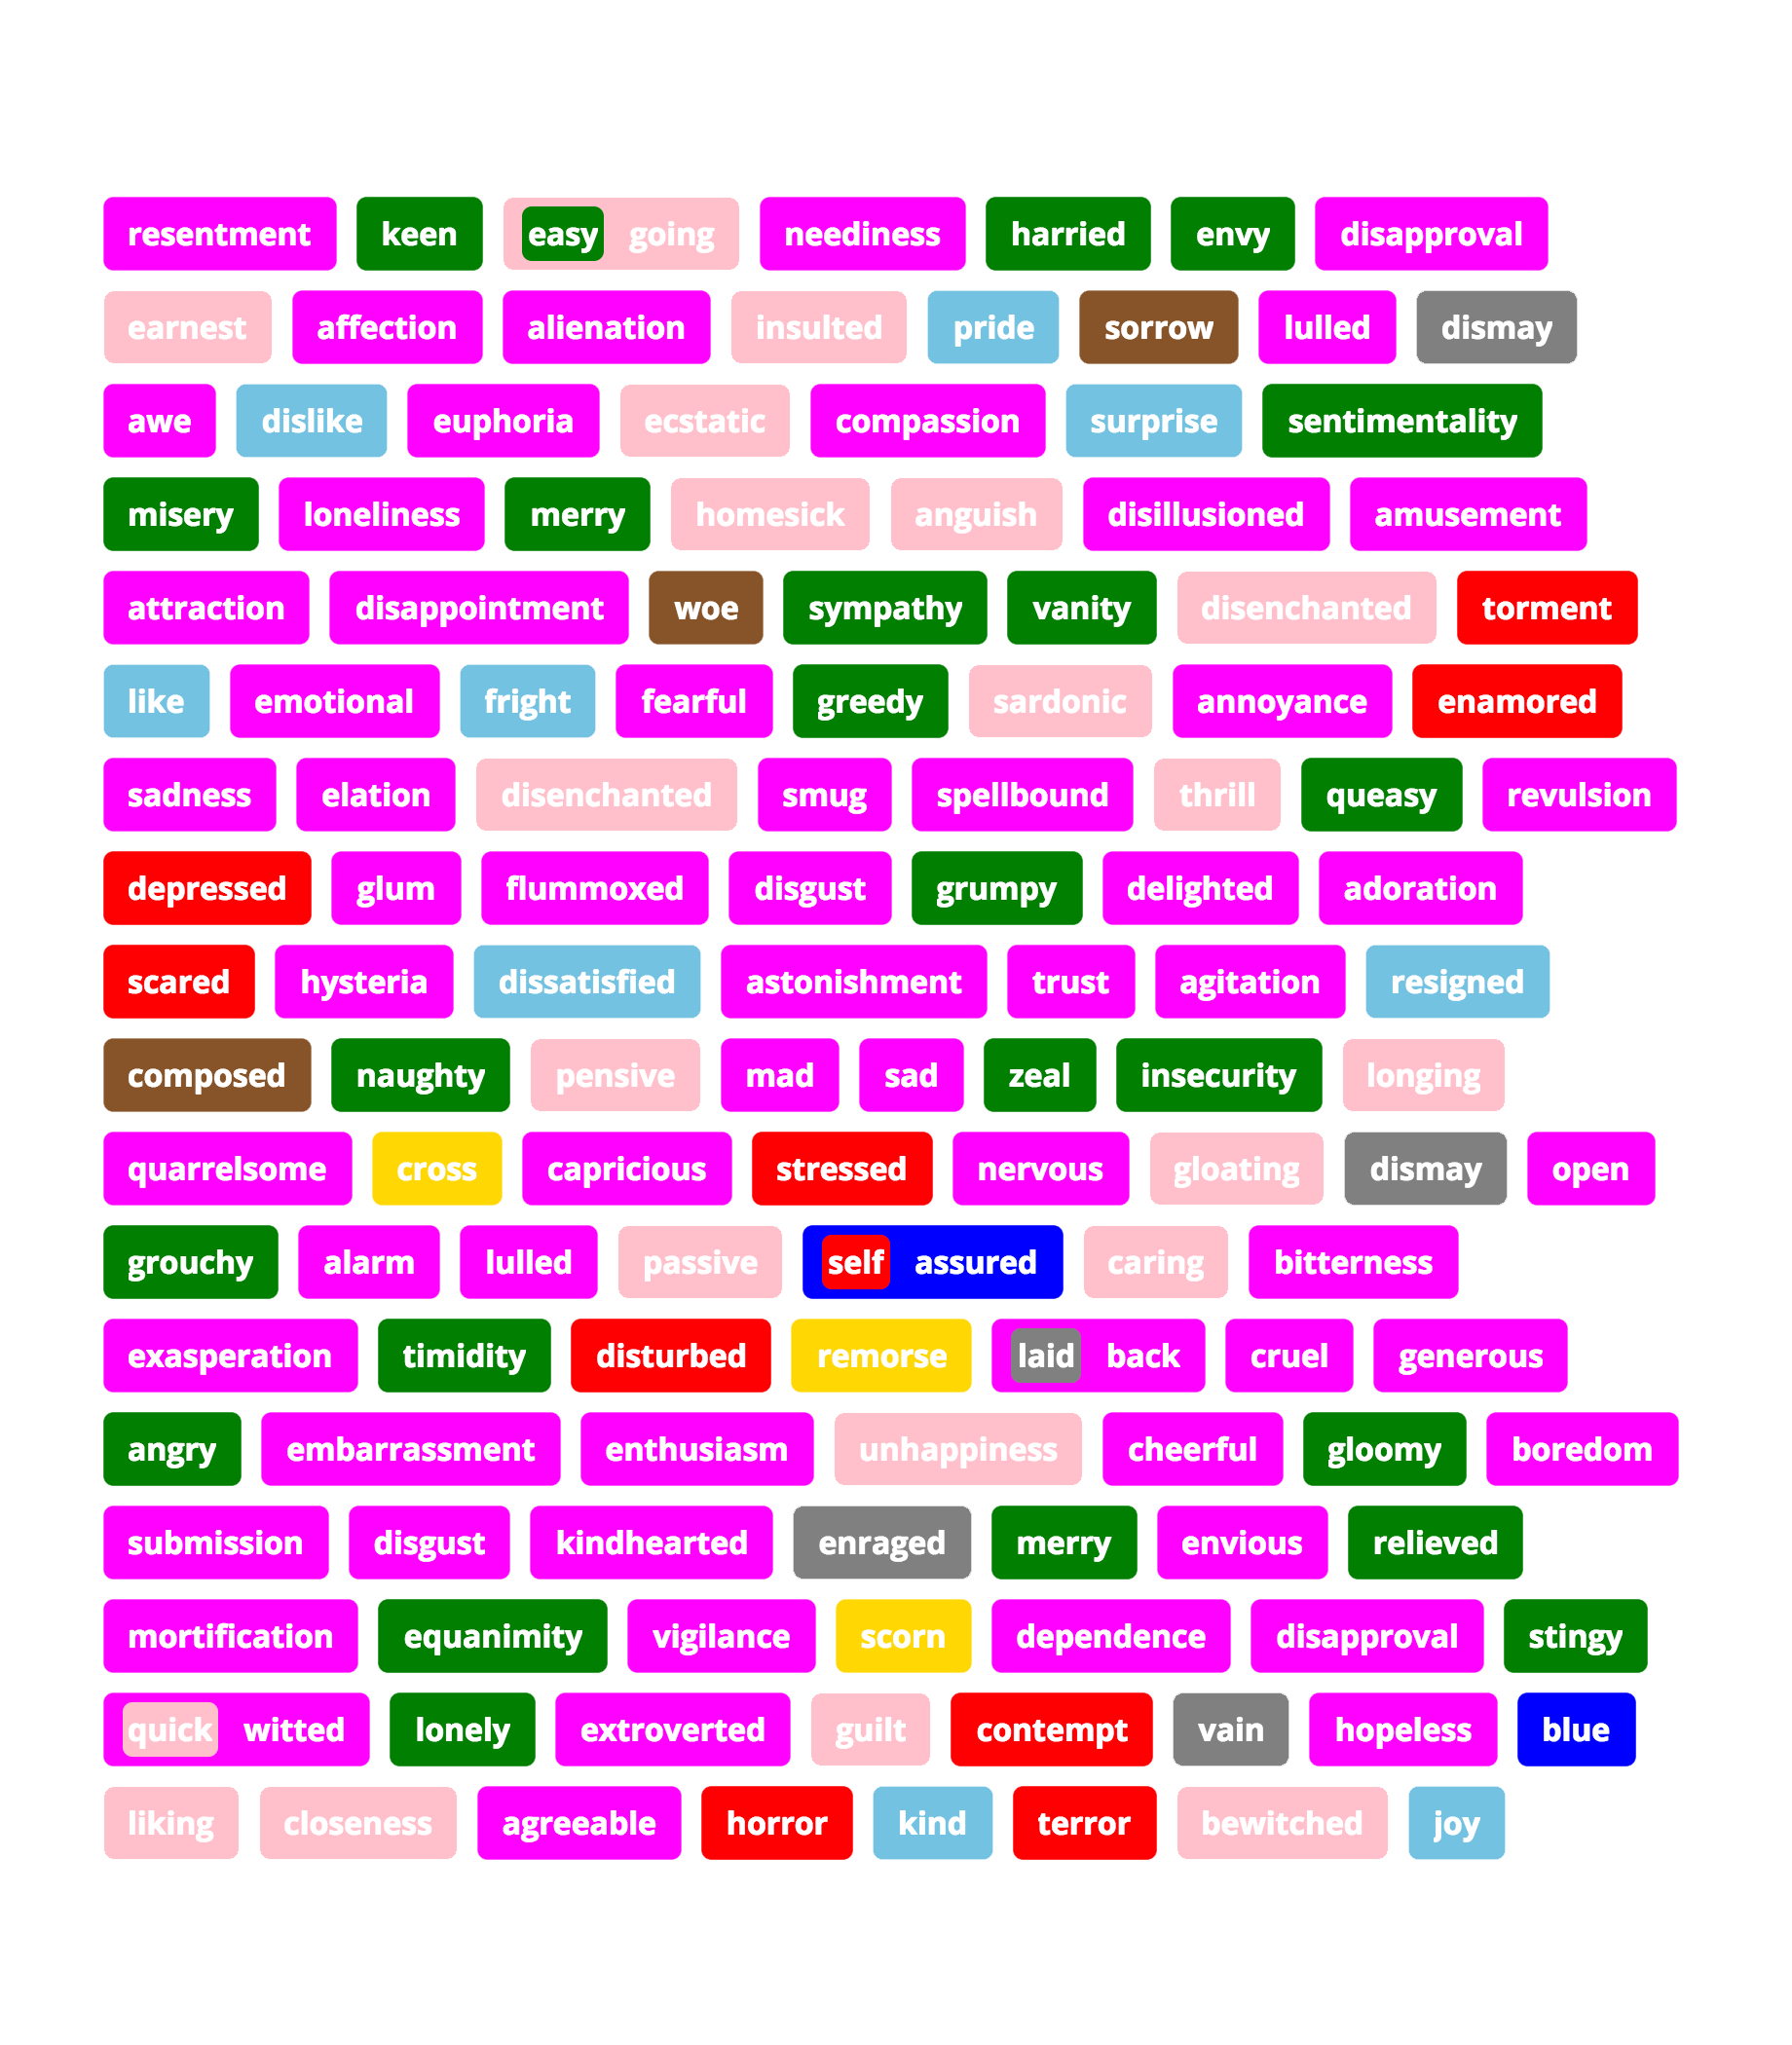 resentment keen easy going neediness harried envy disapproval
earnest affection alienation insulted pride sorrow lulled dismay
awe dislike euphoria ecstatic compassion surprise sentimentality
misery loneliness merry homesick anguish disillusioned amusement
attraction disappointment woe sympathy vanity disenchanted torment
like emotional fright fearful greedy sardonic annoyance enamored
sadness elation disenchanted smug spellbound thrill queasy revulsion
depressed glum flummoxed disgust grumpy delighted adoration
scared hysteria dissatisfied astonishment trust agitation resigned
composed naughty pensive mad sad zeal insecurity longing
quarrelsome cross capricious stressed nervous gloating dismay open
grouchy alarm lulled passive self assured caring bitterness
exasperation timidity disturbed remorse laid back cruel generous
angry embarrassment enthusiasm unhappiness cheerful gloomy boredom
submission disgust kindhearted enraged merry envious relieved
mortification equanimity vigilance scorn dependence disapproval stingy
quick witted lonely extroverted guilt contempt vain hopeless blue
liking closeness agreeable horror kind terror bewitched joy